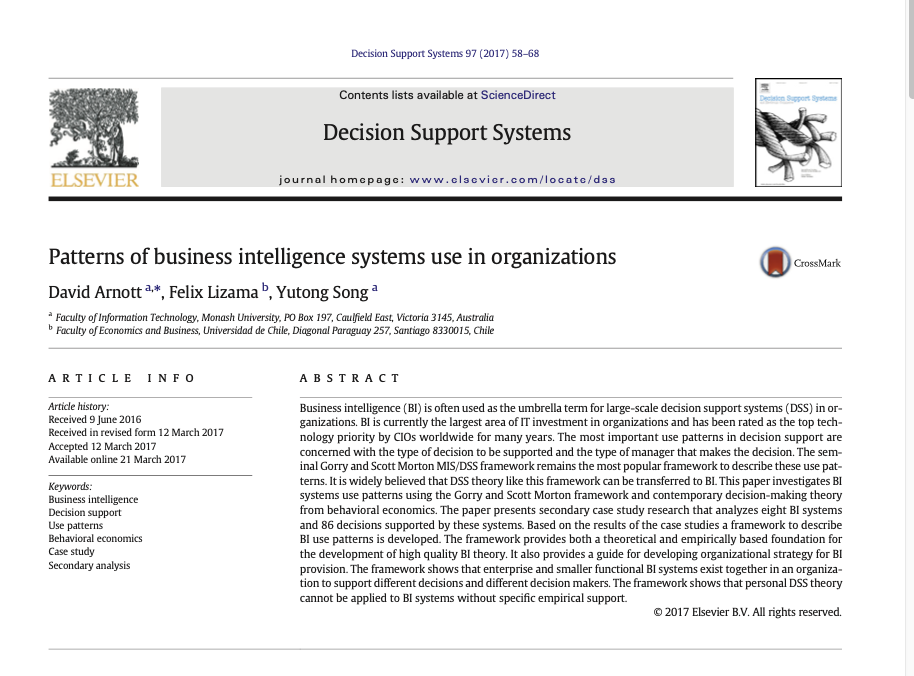 Decision Support Systems 97 (2017) 58–68
Contents lists available at ScienceDirect
Decision Support Systems
journal homepage: www.elsevier.com/locate/dss
ELSEVIER
Decision Support Systems
Patterns of business intelligence systems use in organizations
CrossMark
David Arnott a,*, Felix Lizama b, Yutong Song a
a Faculty of Information Technology, Monash University, PO Box 197, Caulfield East, Victoria 3145, Australia
b Faculty of Economics and Business, Universidad de Chile, Diagonal Paraguay 257, Santiago 8330015, Chile
ARTICLE INFO
Article history:
Received 9 June 2016
Received in revised form 12 March 2017
Accepted 12 March 2017
Available online 21 March 2017
Keywords:
Business intelligence
Decision support
Use patterns
Behavioral economics
Case study
Secondary analysis
ABSTRACT
Business intelligence (BI) is often used as the umbrella term for large-scale decision support systems (DSS) in or-
ganizations. BI is currently the largest area of IT investment in organizations and has been rated as the top tech-
nology priority by CIOs worldwide for many years. The most important use patterns in decision support are
concerned with the type of decision to be supported and the type of manager that makes the decision. The sem-
inal Gorry and Scott Morton MIS/DSS framework remains the most popular framework to describe these use pat-
terns. It is widely believed that DSS theory like this framework can be transferred to BI. This paper investigates BI
systems use patterns using the Gorry and Scott Morton framework and contemporary decision-making theory
from behavioral economics. The paper presents secondary case study research that analyzes eight BI systems
and 86 decisions supported by these systems. Based on the results of the case studies a framework to describe
BI use patterns is developed. The framework provides both a theoretical and empirically based foundation for
the development of high quality BI theory. It also provides a guide for developing organizational strategy for BI
provision. The framework shows that enterprise and smaller functional BI systems exist together in an organiza-
tion to support different decisions and different decision makers. The framework shows that personal DSS theory
cannot be applied to BI systems without specific empirical support.
© 2017 Elsevier B.V. All rights reserved.